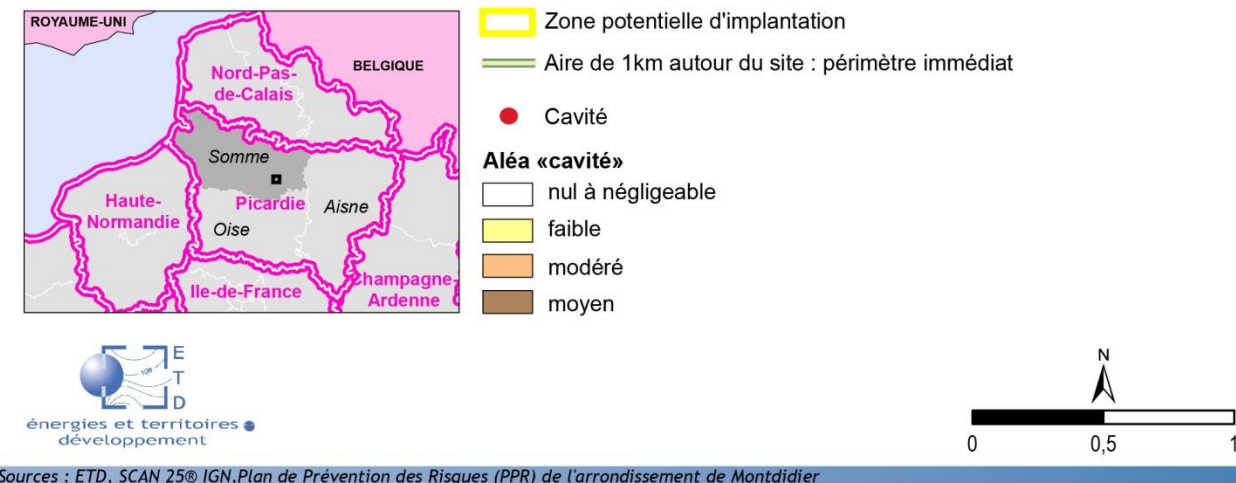 ROYAUME-UNI
BELGIQUE
Nord-Pas-
de-Calais
Somme
Haute-
Normandie
Picardie
Aisne
Oise
Ile-de-France
Champagne-
Ardenne
Zone potentielle d'implantation
Aire de 1km autour du site : périmètre immédiat
Cavité
Aléa «cavité»
nul à négligeable
faible
modéré
moyen
E
T
D
108
énergies et territoires
développement
N
0 0,5 1
Sources : ETD, SCAN 25® IGN,Plan de Prévention des Risques (PPR) de l'arrondissement de Montdidier